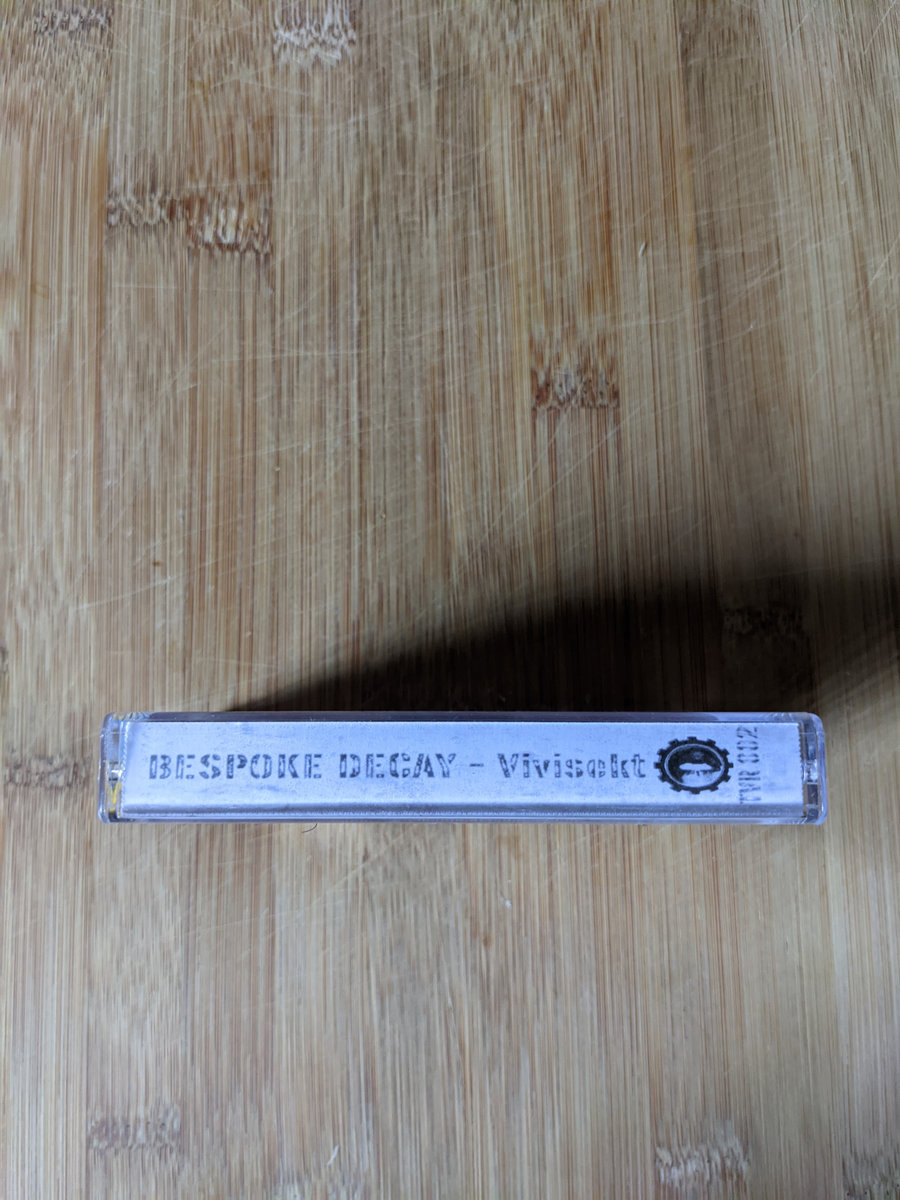 BESPOKE DECAY - Vivisekt
TVR 002